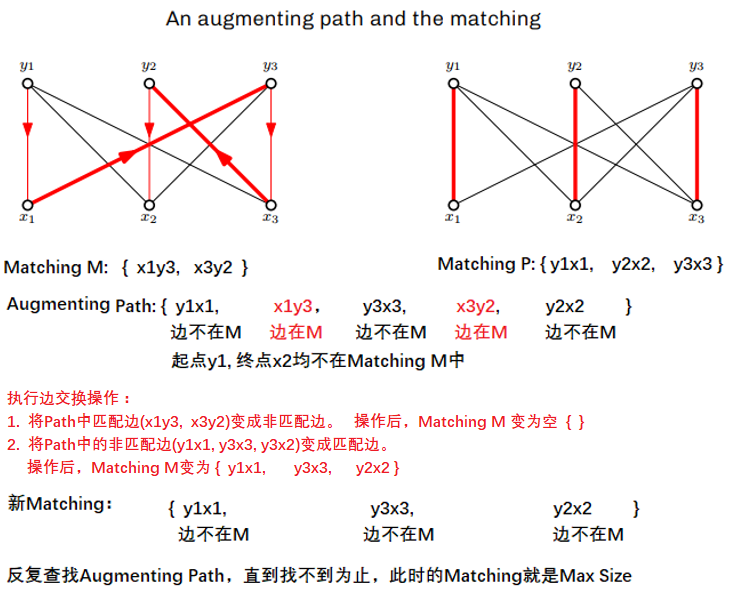 An augmenting path and the matching
y1 y2 y3 y1 y2 y3
x1 x2 x3 x1 x2 x3
Matching M: { x1y3, x3y2 } Matching P: { y1x1, y2x2, y3x3 }
Augmenting Path: { y1x1, x1y3, y3x3, x3y2, y2x2 }
边不在M 边在M 边不在M 边在M 边不在M
起点y1, 终点x2均不在Matching M中
执行边交换操作：
1. 将Path中匹配边(x1y3, x3y2)变成非匹配边。 操作后，Matching M 变为空 { }
2. 将Path中的非匹配边(y1x1, y3x3, y3x2)变成匹配边。
操作后，Matching M变为 { y1x1, y3x3, y2x2 }
新Matching： { y1x1, y3x3, y2x2 }
边不在M 边不在M 边不在M
反复查找Augmenting Path，直到找不到为止，此时的Matching就是Max Size